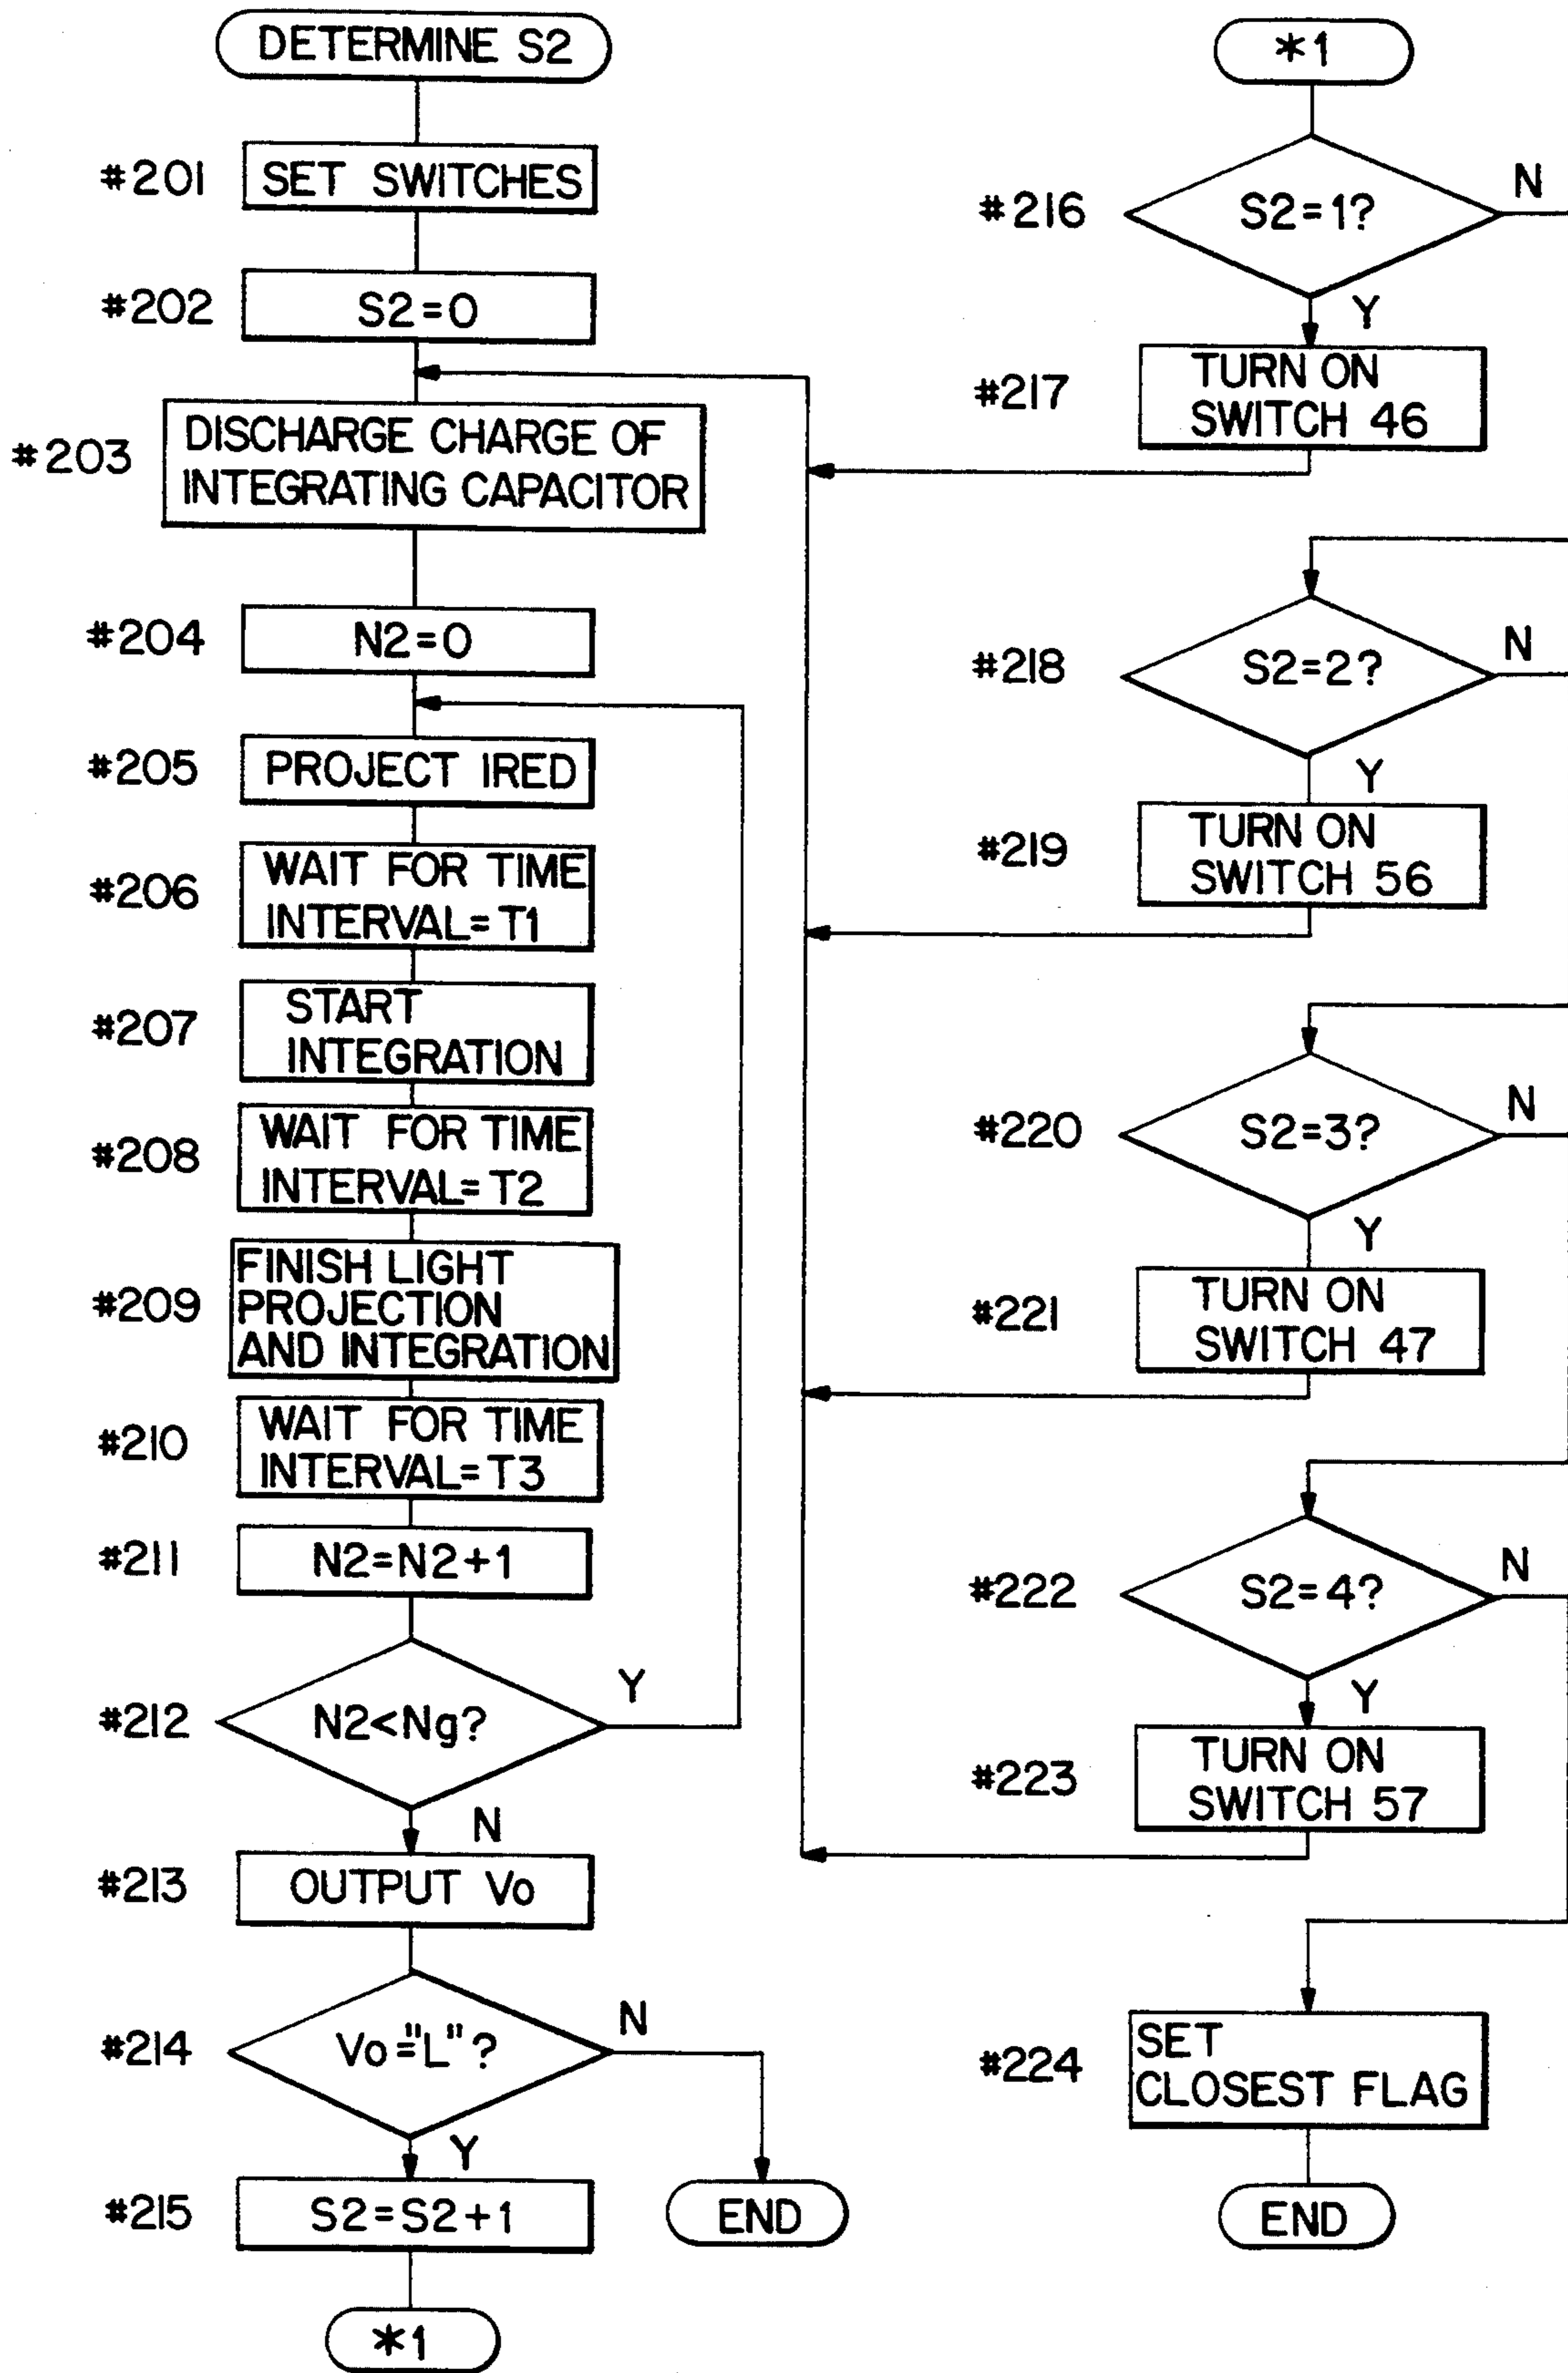 DETERMINE S2
#201 SET SWITCHES
#202 S2=0
#203 DISCHARGE CHARGE OF
INTEGRATING CAPACITOR
#204 N2=0
#205 PROJECT IRED
#206 WAIT FOR TIME
INTERVAL=T1
#207 START
INTEGRATION
#208 WAIT FOR TIME
INTERVAL=T2
#209 FINISH LIGHT
PROJECTION
AND INTEGRATION
#210 WAIT FOR TIME
INTERVAL=T3
#211 N2=N2+1
#212 N2<Ng? Y
N
#213 OUTPUT Vo
#214 Vo="L"? N
Y
#215 S2=S2+1
END
*1
*1
#216 S2=1? N
Y
#217 TURN ON
SWITCH 46
#218 S2=2? N
Y
#219 TURN ON
SWITCH 56
#220 S2=3? N
Y
#221 TURN ON
SWITCH 47
#222 S2=4? N
Y
#223 TURN ON
SWITCH 57
#224 SET
CLOSEST FLAG
END